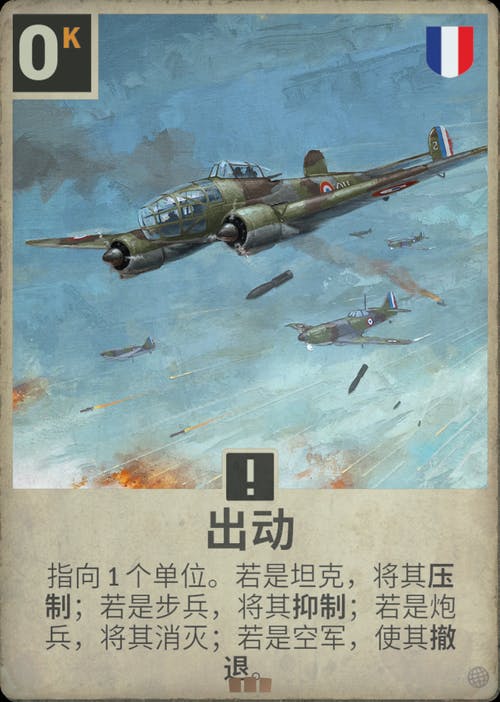 0K
出动
指向 1 个单位。若是坦克，将其压
制；若是步兵，将其抑制；若是炮
兵，将其消灭；若是空军，使其撤
退。